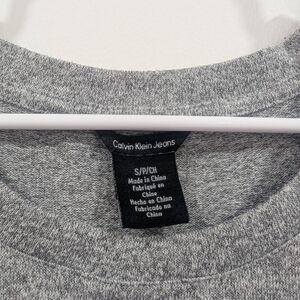 Calvin Klein Jeans
S/P/CH
Made in China
Fabriqué en
Chine
Hecho en China
Fabricado na
China